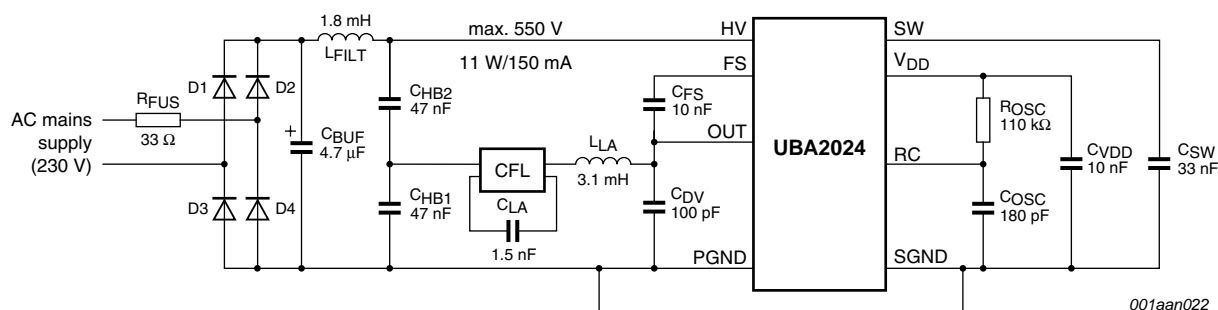 1.8 mH
LFILT
max. 550 V
11 W/150 mA
HV
FS
OUT
PGND
UBA2024
SW
VDD
RC
SGND
D1
D2
D3
D4
RFUS
33 Ω
AC mains
supply
(230 V)
+
CBUF
4.7 μF
CHB2
47 nF
CHB1
47 nF
CFL
CLA
1.5 nF
LLA
3.1 mH
CFS
10 nF
CDV
100 pF
ROSC
110 kΩ
COSC
180 pF
CVDD
10 nF
CSW
33 nF
001aan022